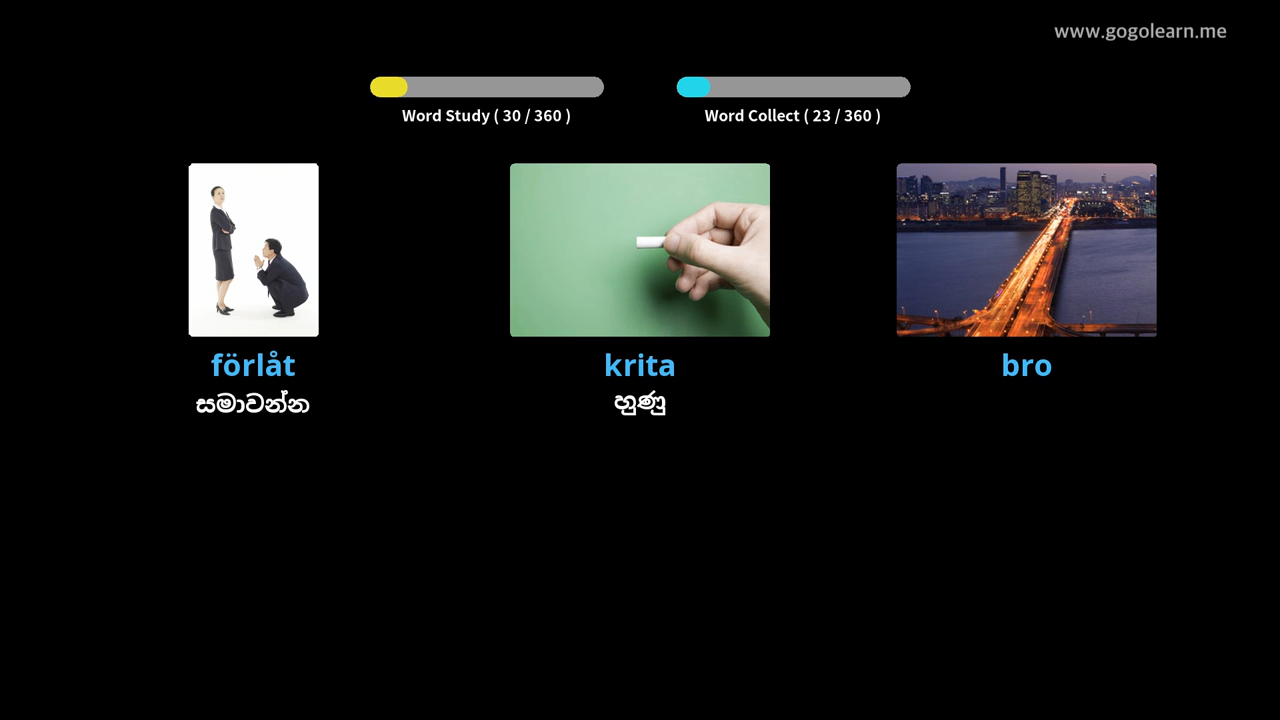 www.gogolearn.me
Word Study ( 30 / 360 )
Word Collect ( 23 / 360 )
förlåt
සමාවන්න
krita
හුණු
bro